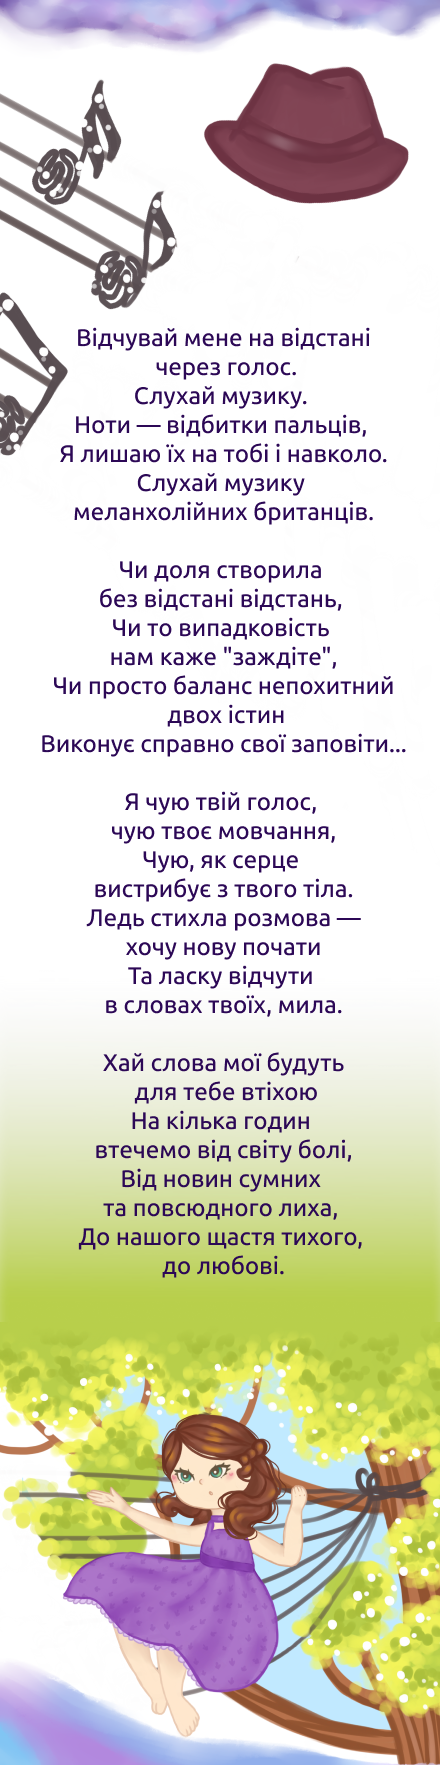 Відчувай мене на відстані
через голос.
Слухай музику.
Ноти — відбитки пальців,
Я лишаю їх на тобі і навколо.
Слухай музику
меланхолійних британців.
Чи доля створила
без відстані відстань,
Чи то випадковість
нам каже "заждіте",
Чи просто баланс непохитний
двох істин
Виконує справно свої заповіти...
Я чую твій голос,
чую твоє мовчання,
Чую, як серце
вистрибує з твого тіла.
Ледь стихла розмова —
хочу нову почати
Та ласку відчути
в словах твоїх, мила.
Хай слова мої будуть
для тебе втіхою
На кілька годин
втечемо від світу болі,
Від новин сумних
та повсюдного лиха,
До нашого щастя тихого,
до любові.